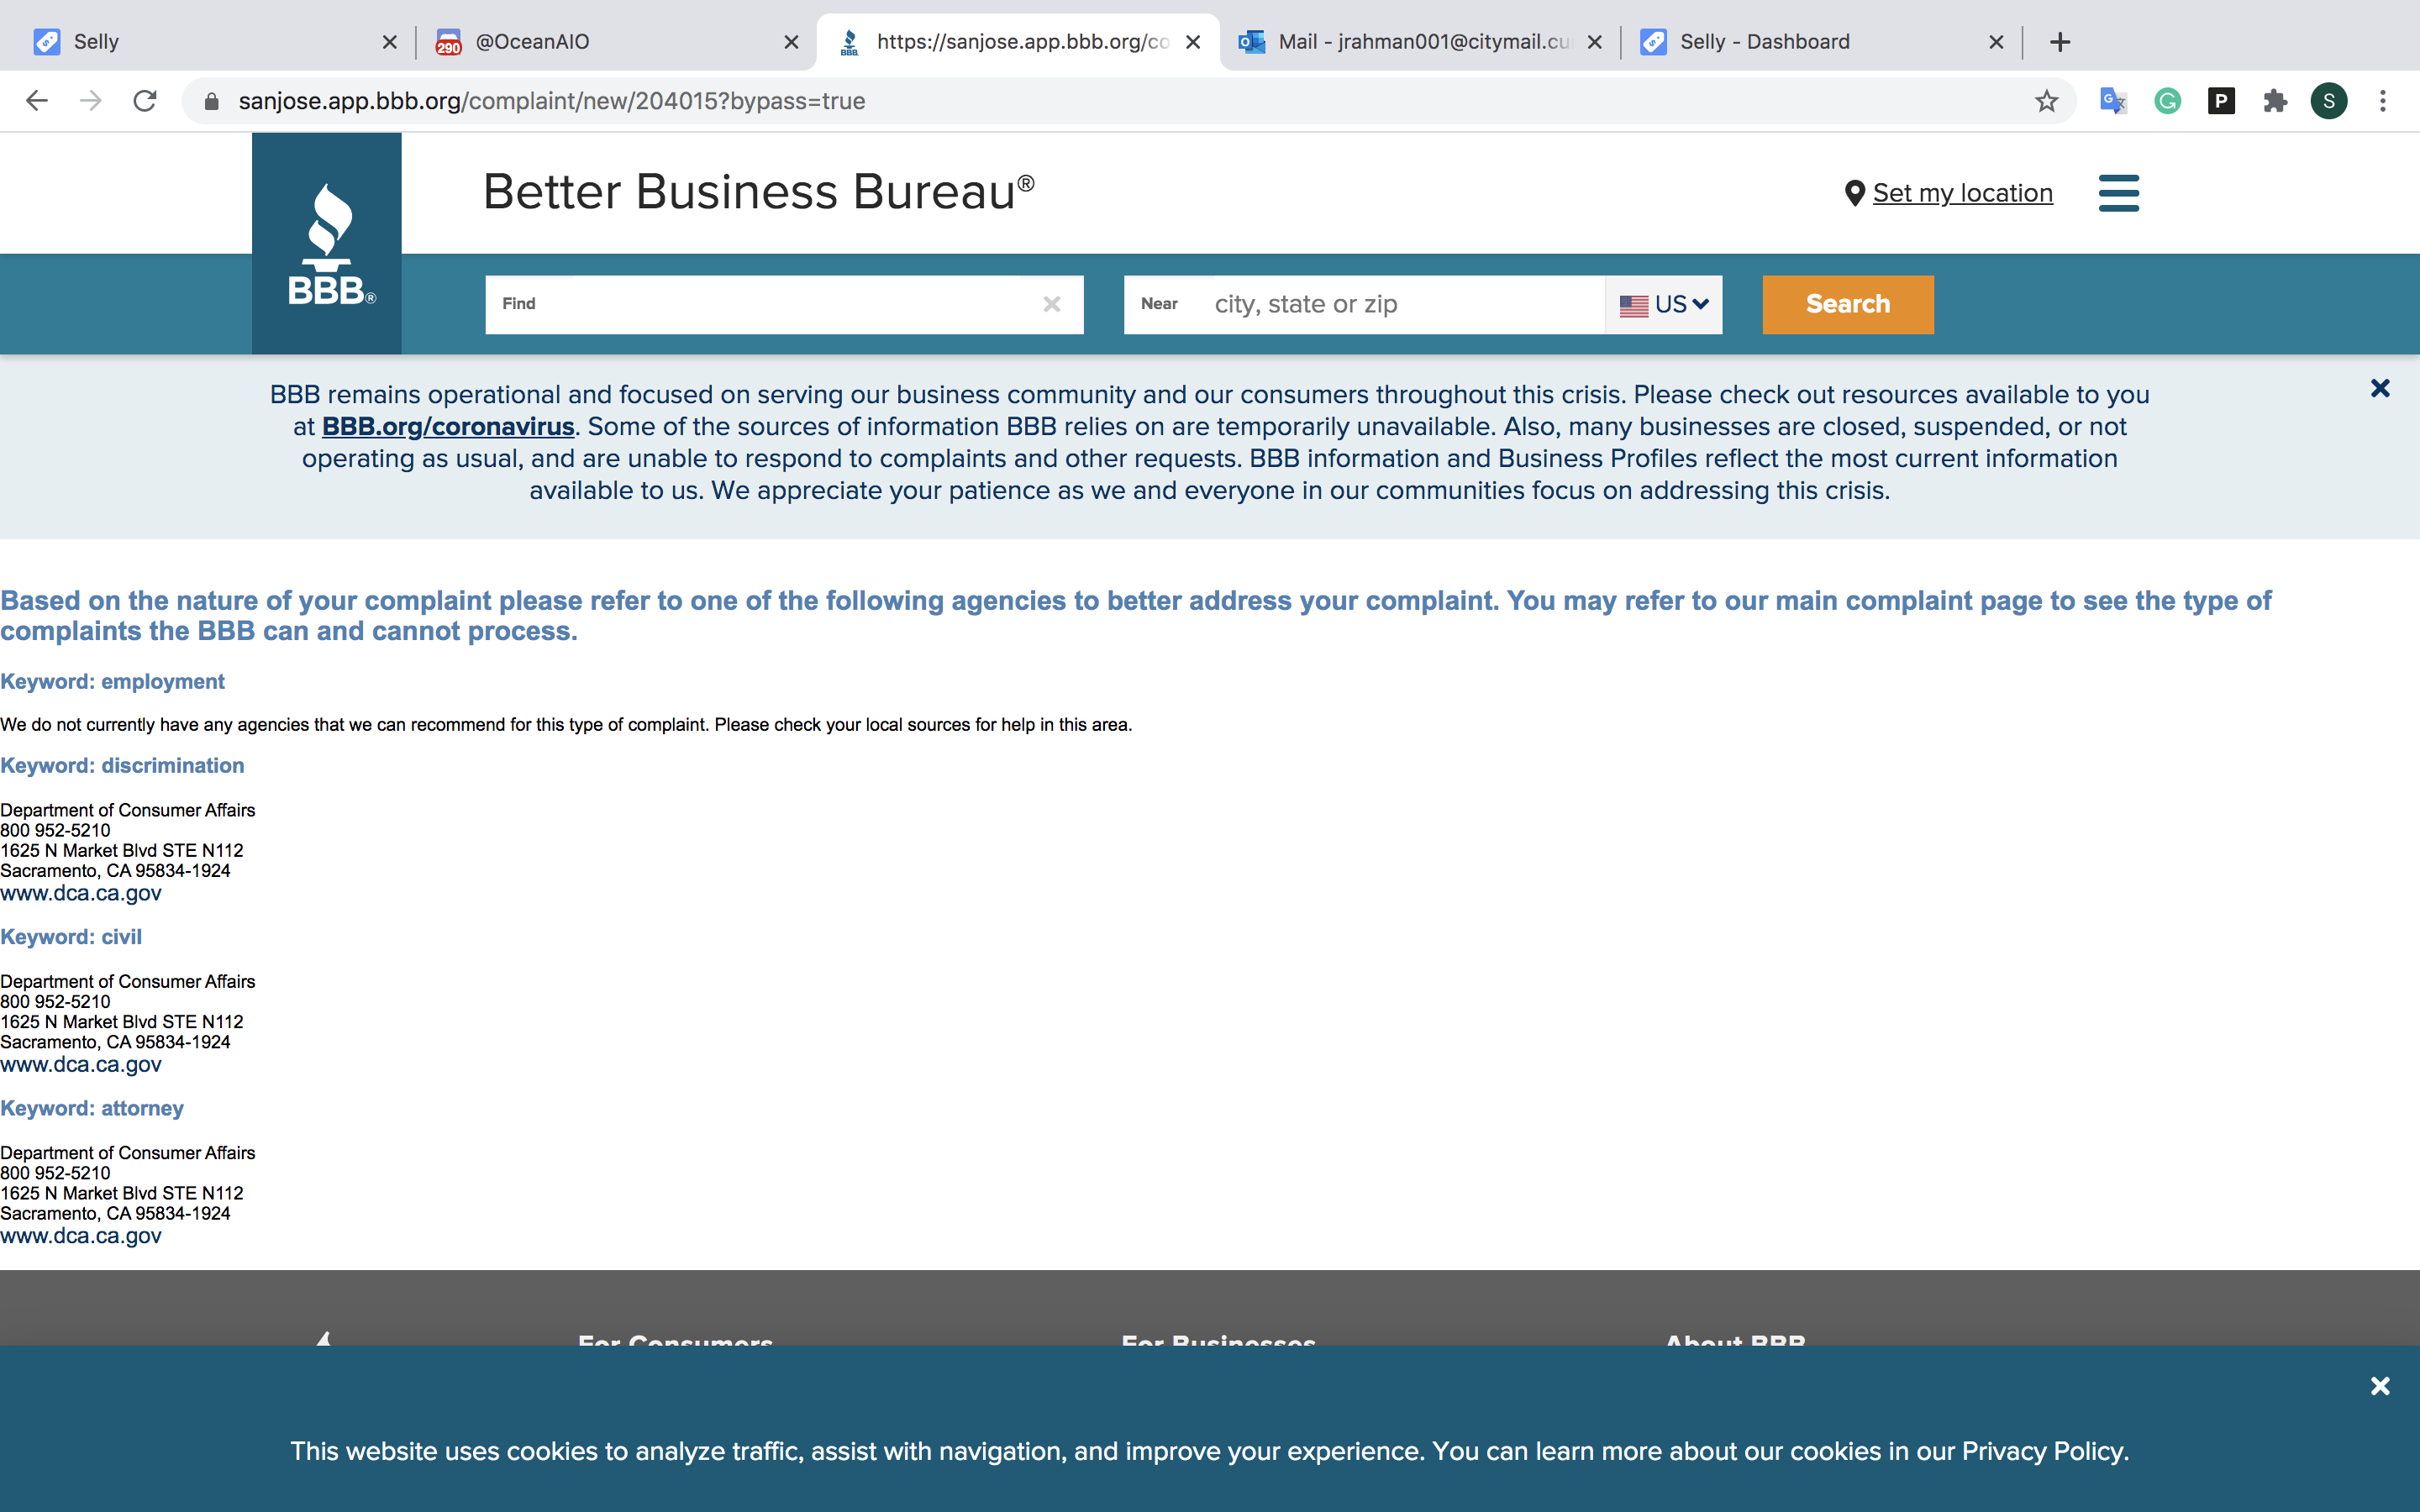 Selly
290 @OceanAIO
https://sanjose.app.bbb.org/co
Mail - jrahman001@citymail.cu
Selly - Dashboard
sanjose.app.bbb.org/complaint/new/204015?bypass=true
P
S
BBB®
Better Business Bureau®
Set my location
Find
Near city, state or zip
US
Search
BBB remains operational and focused on serving our business community and our consumers throughout this crisis. Please check out resources available to you
at BBB.org/coronavirus. Some of the sources of information BBB relies on are temporarily unavailable. Also, many businesses are closed, suspended, or not
operating as usual, and are unable to respond to complaints and other requests. BBB information and Business Profiles reflect the most current information
available to us. We appreciate your patience as we and everyone in our communities focus on addressing this crisis.
Based on the nature of your complaint please refer to one of the following agencies to better address your complaint. You may refer to our main complaint page to see the type of
complaints the BBB can and cannot process.
Keyword: employment
We do not currently have any agencies that we can recommend for this type of complaint. Please check your local sources for help in this area.
Keyword: discrimination
Department of Consumer Affairs
800 952-5210
1625 N Market Blvd STE N112
Sacramento, CA 95834-1924
www.dca.ca.gov
Keyword: civil
Department of Consumer Affairs
800 952-5210
1625 N Market Blvd STE N112
Sacramento, CA 95834-1924
www.dca.ca.gov
Keyword: attorney
Department of Consumer Affairs
800 952-5210
1625 N Market Blvd STE N112
Sacramento, CA 95834-1924
www.dca.ca.gov
For Consumers
For Businesses
About BBB
This website uses cookies to analyze traffic, assist with navigation, and improve your experience. You can learn more about our cookies in our Privacy Policy.